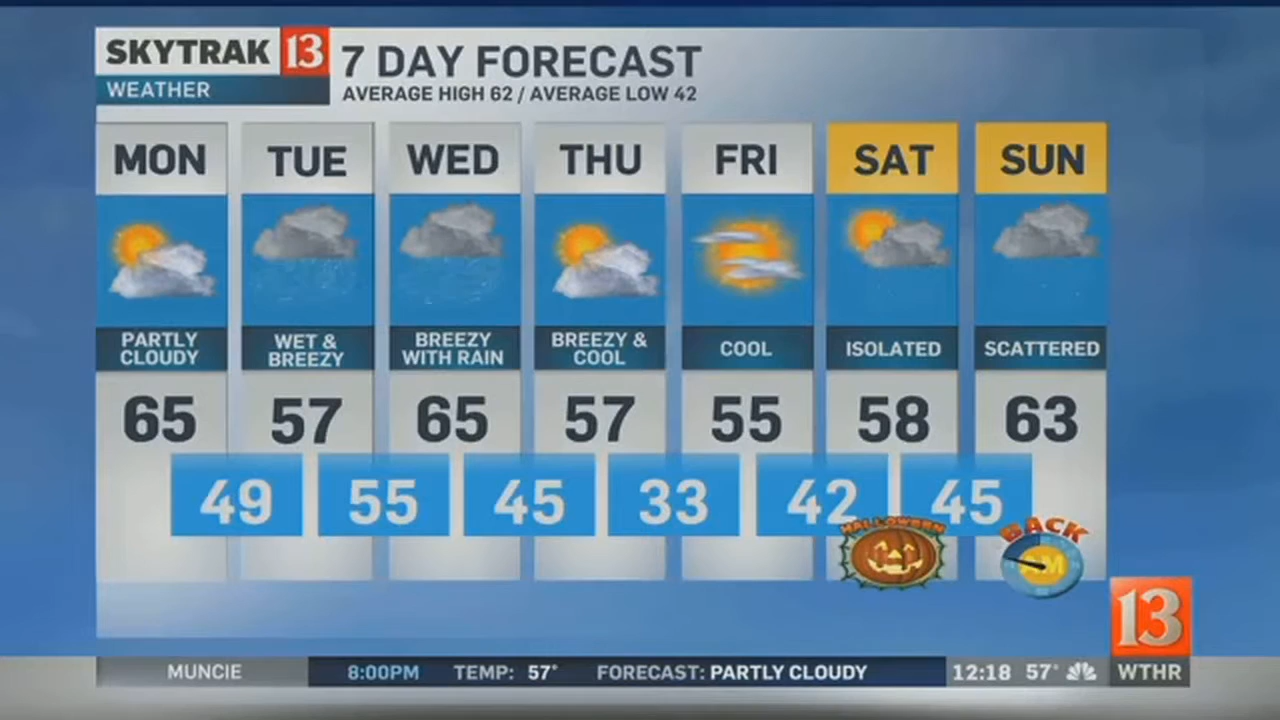 SKYTRAK 13
WEATHER
7 DAY FORECAST
AVERAGE HIGH 62 / AVERAGE LOW 42
MON TUE WED THU FRI SAT SUN
PARTLY CLOUDY
WET & BREEZY
BREEZY WITH RAIN
BREEZY & COOL
COOL
ISOLATED
SCATTERED
65 57 65 57 55 58 63
49 55 45 33 42 45
HALLOWEEN
BACK
AM
13
WTHR
MUNCIE 8:00PM TEMP: 57° FORECAST: PARTLY CLOUDY 12:18 57°